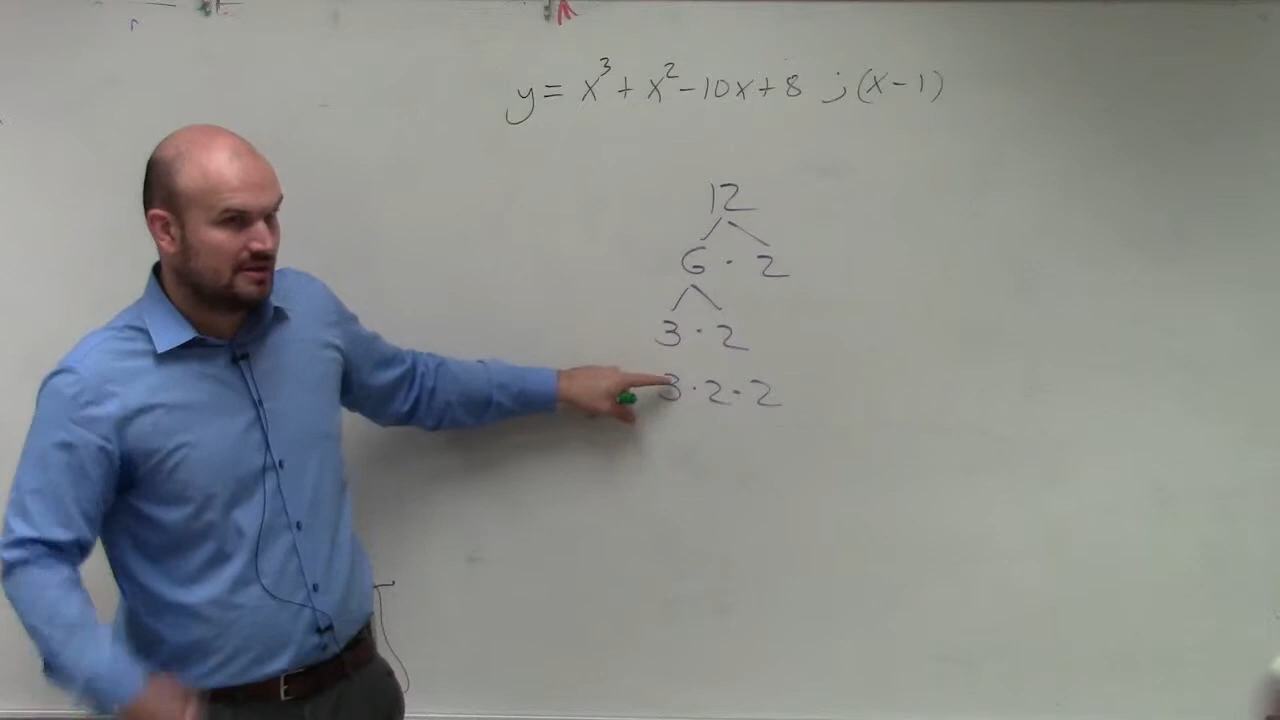 y = x³ + x² - 10x + 8 ; (x - 1)
12
6 · 2
3 · 2
3 · 2 · 2